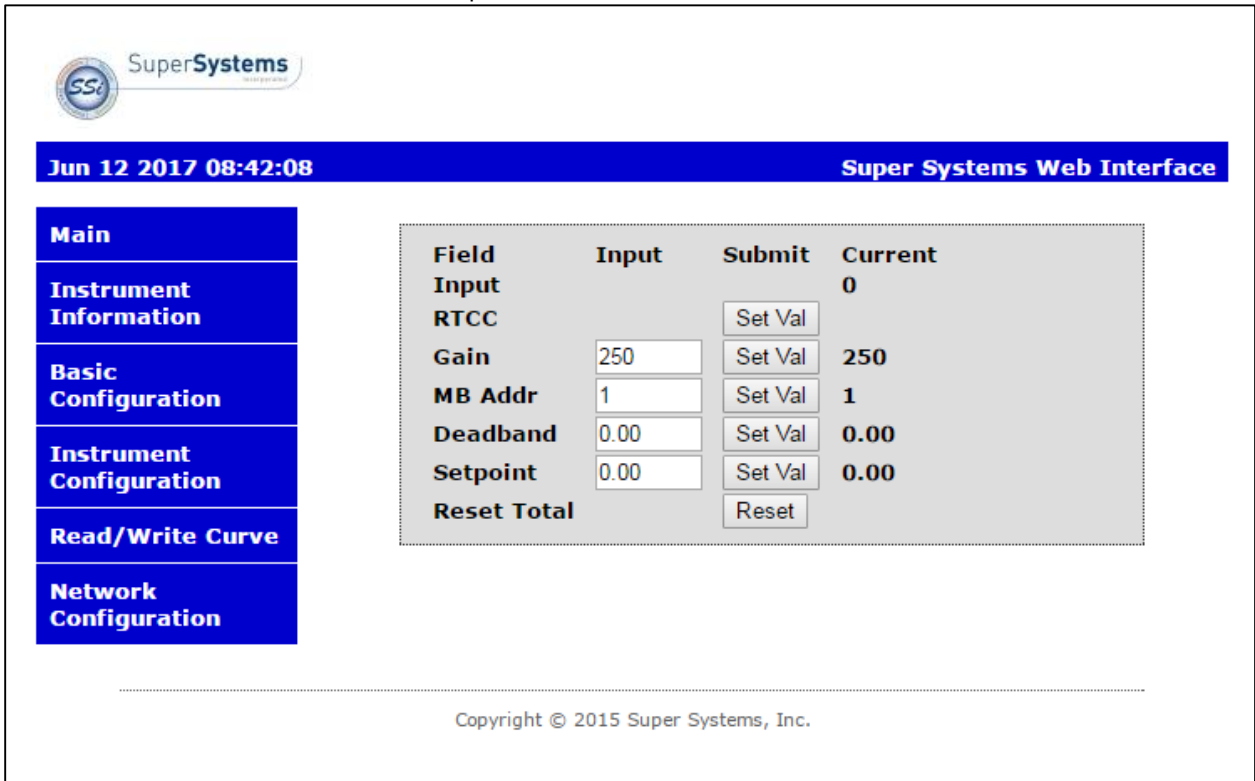 SuperSystems
incorporated
SSi
Jun 12 2017 08:42:08 Super Systems Web Interface
Main
Instrument
Information
Basic
Configuration
Instrument
Configuration
Read/Write Curve
Network
Configuration
Field Input Submit Current
Input 0
RTCC Set Val
Gain 250 Set Val 250
MB Addr 1 Set Val 1
Deadband 0.00 Set Val 0.00
Setpoint 0.00 Set Val 0.00
Reset Total Reset
Copyright © 2015 Super Systems, Inc.